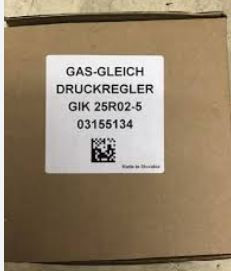 GAS-GLEICH
DRUCKREGLER
GIK 25R02-5
03155134
Made in Slovakia